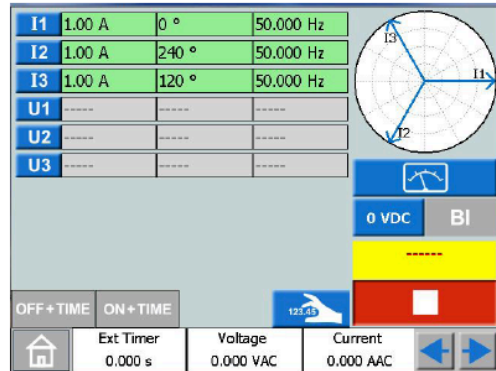 I1 1.00 A 0 ° 50.000 Hz
I2 1.00 A 240 ° 50.000 Hz
I3 1.00 A 120 ° 50.000 Hz
U1 ----- ----- -----
U2 ----- ----- -----
U3 ----- ----- -----
I3
I1
I2
0 VDC BI
------
OFF+TIME ON+TIME 123.45
Ext Timer Voltage Current
0.000 s 0.000 VAC 0.000 AAC